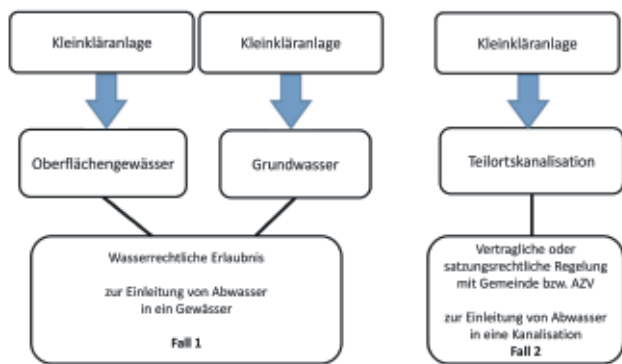 Kleinkläranlage
Kleinkläranlage
Kleinkläranlage
Oberflächengewässer
Grundwasser
Teilortskanalisation
Wasserrechtliche Erlaubnis
zur Einleitung von Abwasser
in ein Gewässer
Fall 1
Vertragliche oder
satzungsrechtliche Regelung
mit Gemeinde bzw. AZV
zur Einleitung von Abwasser
in eine Kanalisation
Fall 2